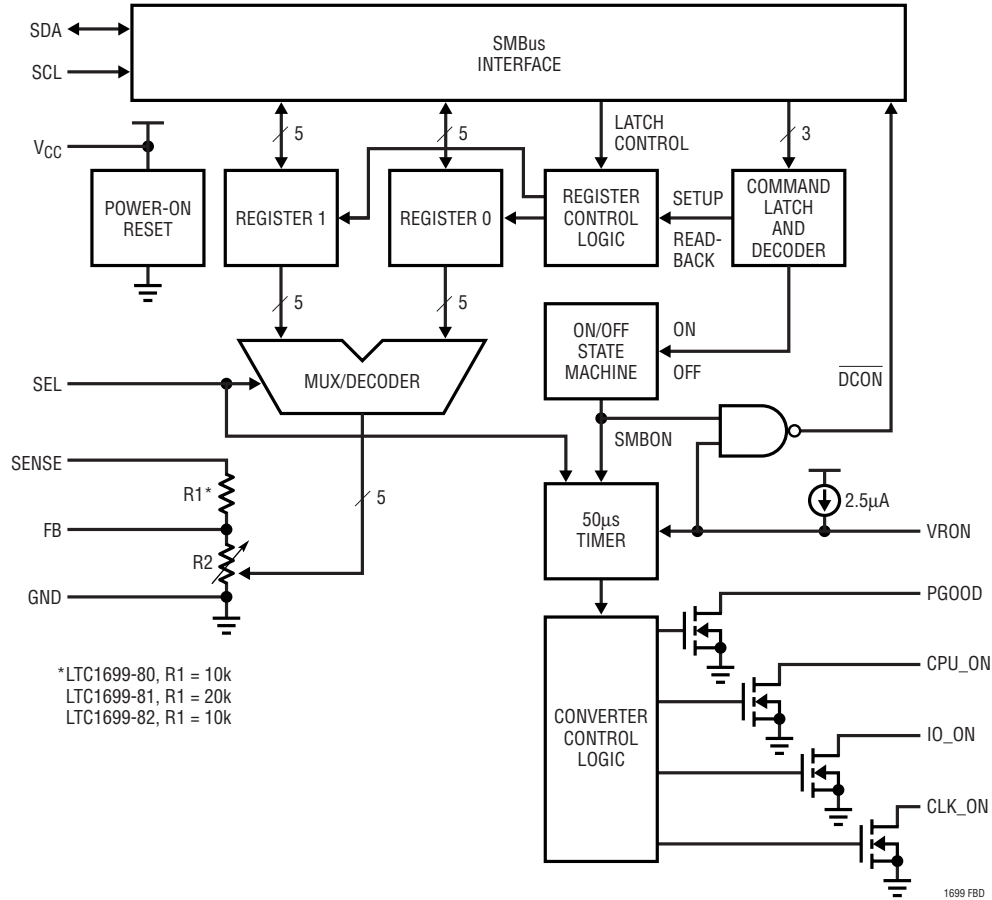 SDA
SMBus
INTERFACE
SCL
5
5
LATCH
CONTROL
3
VCC
POWER-ON
RESET
REGISTER 1
REGISTER 0
REGISTER
CONTROL
LOGIC
SETUP
READ-
BACK
COMMAND
LATCH
AND
DECODER
5
5
ON/OFF
STATE
MACHINE
ON
OFF
DCON
SEL
MUX/DECODER
SMBON
SENSE
R1*
5
2.5µA
FB
50µs
TIMER
VRON
R2
GND
PGOOD
*LTC1699-80, R1 = 10k
LTC1699-81, R1 = 20k
LTC1699-82, R1 = 10k
CPU_ON
CONVERTER
CONTROL
LOGIC
IO_ON
CLK_ON
1699 FBD